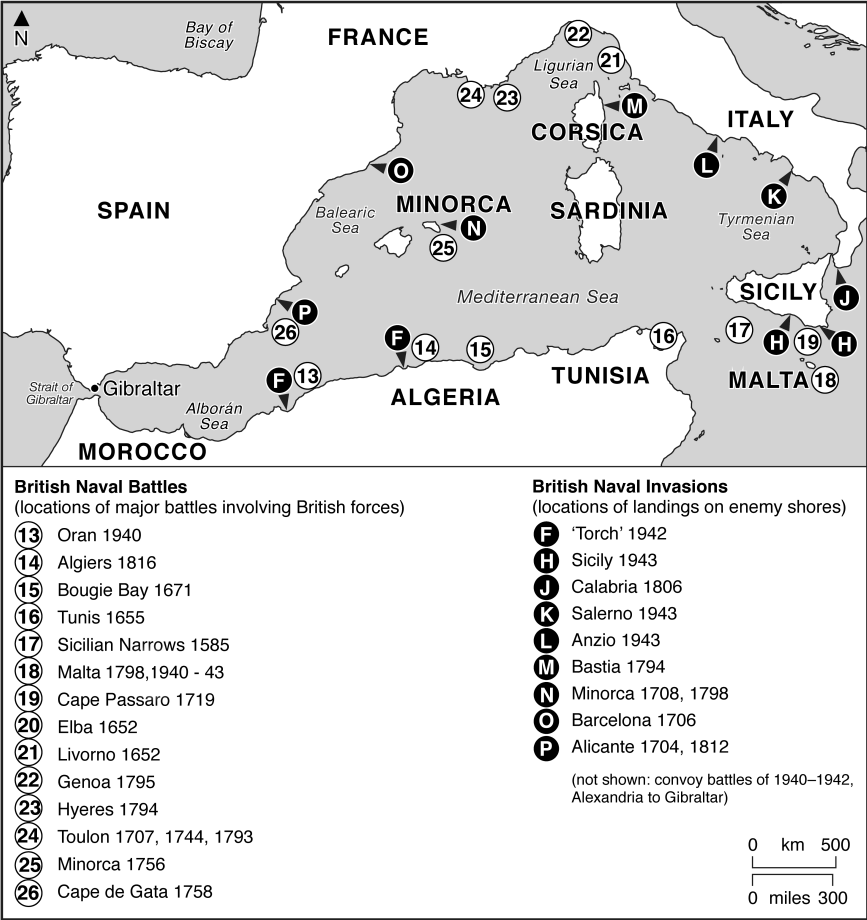 N
Bay of
Biscay
FRANCE
22
21
Ligurian
Sea
24
23
M
CORSICA
ITALY
L
O
K
SPAIN
MINORCA
SARDINIA
Balearic
Sea
N
25
Tyrmenian
Sea
SICILY
J
Mediterranean Sea
P
26
F
14
15
16
17
H
19
H
TUNISIA
MALTA
18
F
13
Strait of
Gibraltar
Gibraltar
ALGERIA
Alborán
Sea
MOROCCO
British Naval Battles
(locations of major battles involving British forces)
13 Oran 1940
14 Algiers 1816
15 Bougie Bay 1671
16 Tunis 1655
17 Sicilian Narrows 1585
18 Malta 1798,1940 - 43
19 Cape Passaro 1719
20 Elba 1652
21 Livorno 1652
22 Genoa 1795
23 Hyeres 1794
24 Toulon 1707, 1744, 1793
25 Minorca 1756
26 Cape de Gata 1758
British Naval Invasions
(locations of landings on enemy shores)
F ‘Torch’ 1942
H Sicily 1943
J Calabria 1806
K Salerno 1943
L Anzio 1943
M Bastia 1794
N Minorca 1708, 1798
O Barcelona 1706
P Alicante 1704, 1812
(not shown: convoy battles of 1940–1942,
Alexandria to Gibraltar)
0 km 500
0 miles 300